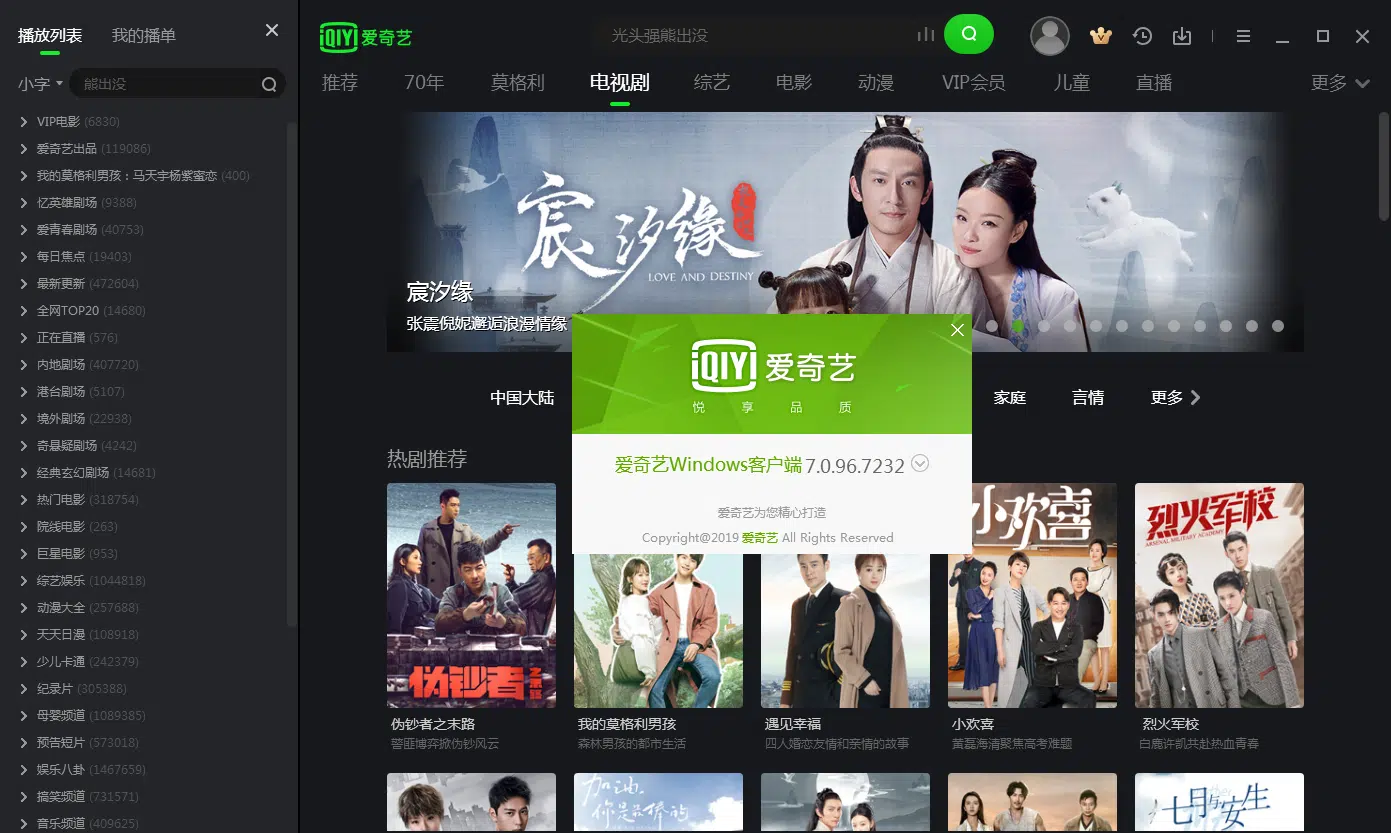 播放列表 我的播单
小字 熊出没
VIP电影 (6830)
爱奇艺出品 (119086)
我的莫格利男孩：马天宇杨紫蜜恋 (400)
忆英雄剧场 (9388)
爱青春剧场 (40753)
每日焦点 (19403)
最新更新 (472604)
全网TOP20 (14680)
正在直播 (576)
内地剧场 (407720)
港台剧场 (5107)
境外剧场 (22938)
奇悬疑剧场 (4242)
经典玄幻剧场 (14681)
热门电影 (318754)
院线电影 (263)
巨星电影 (953)
综艺娱乐 (1044818)
动漫大全 (257688)
天天日漫 (108918)
少儿卡通 (242379)
纪录片 (305388)
母婴频道 (1089385)
预告短片 (573018)
娱乐八卦 (1467659)
搞笑频道 (731571)
音乐频道 (409625)
iQIYI 爱奇艺 光头强熊出没
推荐 70年 莫格利 电视剧 综艺 电影 动漫 VIP会员 儿童 直播 更多
宸汐缘
LOVE AND DESTINY
宸汐缘
张震倪妮邂逅浪漫情缘
中国大陆 家庭 言情 更多
iQIYI 爱奇艺
悦享品质
爱奇艺Windows客户端 7.0.96.7232
爱奇艺为您精心打造
Copyright@2019 爱奇艺 All Rights Reserved
热剧推荐
伪钞者之末路
小欢喜
烈火军校
ARSENAL MILITARY ACADEMY
伪钞者之末路 我的莫格利男孩 遇见幸福 小欢喜 烈火军校
警匪博弈掀伪钞风云 森林男孩的都市生活 四人婚恋友情和亲情的故事 黄磊海清聚焦高考难题 白鹿许凯共赴热血青春
加油，
你是最棒的
七月与安生